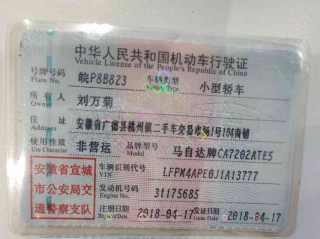 中华人民共和国机动车行驶证
Vehicle License of the People's Republic of China
号牌号码 皖P8B823 车辆类型 小型轿车
Plate No. Vehicle Type
所有人 刘万菊
Owner
住址 安徽省广德县桃州镇二手车交易市场1号104商铺
Address
使用性质 非营运 品牌型号 马自达牌CA7202ATE5
Use Character Model
安徽省宣城
市公安局交
通警察支队
车辆识别代号 LFPM4APE0J1A13777
VIN
发动机号码 31175685
Engine No.
注册日期 2018-04-17 发证日期 2018-04-17
Register Date Issue Date